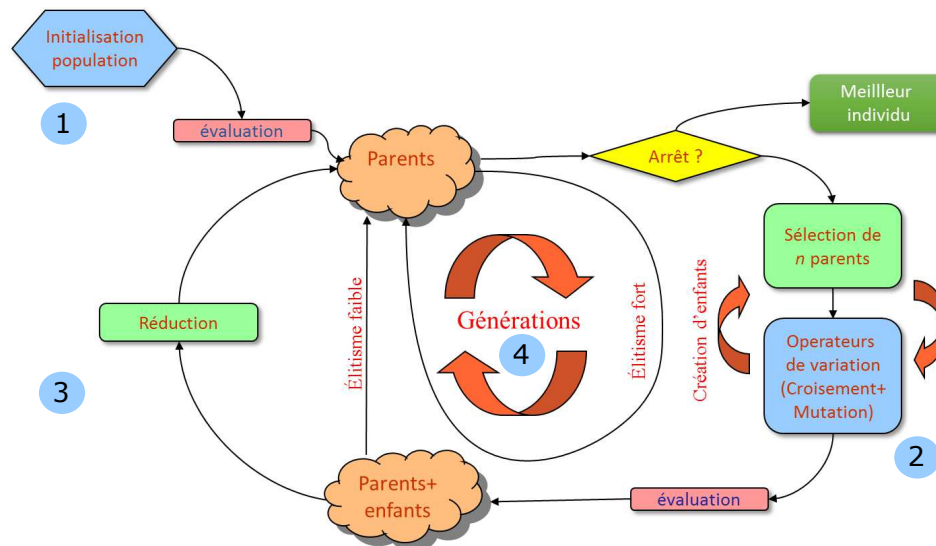 Initialisation
population
1
évaluation
Parents
Arrêt ?
Meillleur
individu
Sélection de
n parents
Création d'enfants
Operateurs
de variation
(Croisement+
Mutation)
2
évaluation
Parents+
enfants
Élitisme faible
Élitisme fort
Générations
4
Réduction
3